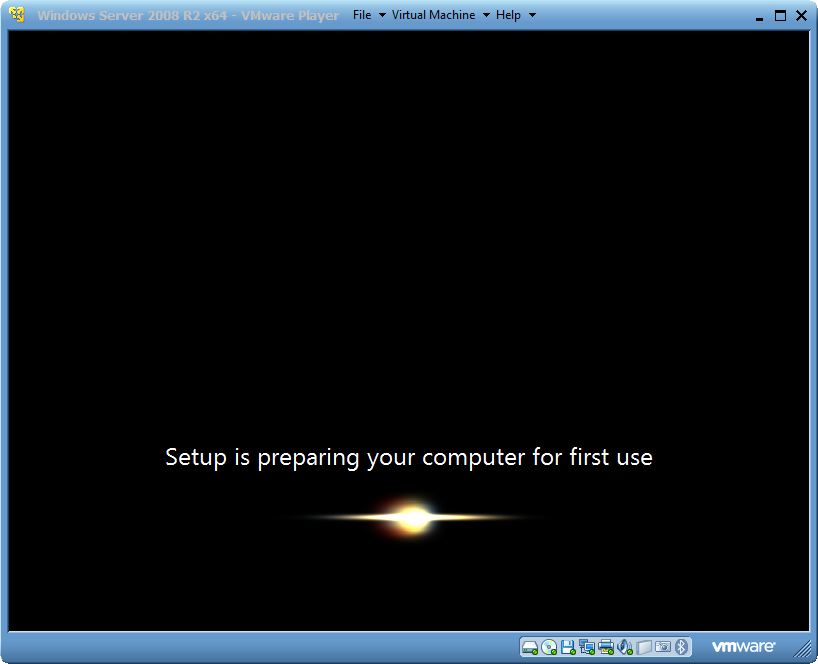 Windows Server 2008 R2 x64 - VMware Player File Virtual Machine Help
Setup is preparing your computer for first use
vmware